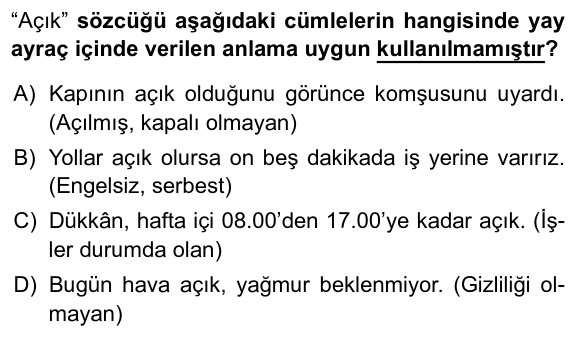 “Açık” sözcüğü aşağıdaki cümlelerin hangisinde yay
ayraç içinde verilen anlama uygun kullanılmamıştır?
A) Kapının açık olduğunu görünce komşusunu uyardı.
(Açılmış, kapalı olmayan)
B) Yollar açık olursa on beş dakikada iş yerine varırız.
(Engelsiz, serbest)
C) Dükkân, hafta içi 08.00’den 17.00’ye kadar açık. (İş-
ler durumda olan)
D) Bugün hava açık, yağmur beklenmiyor. (Gizliliği ol-
mayan)